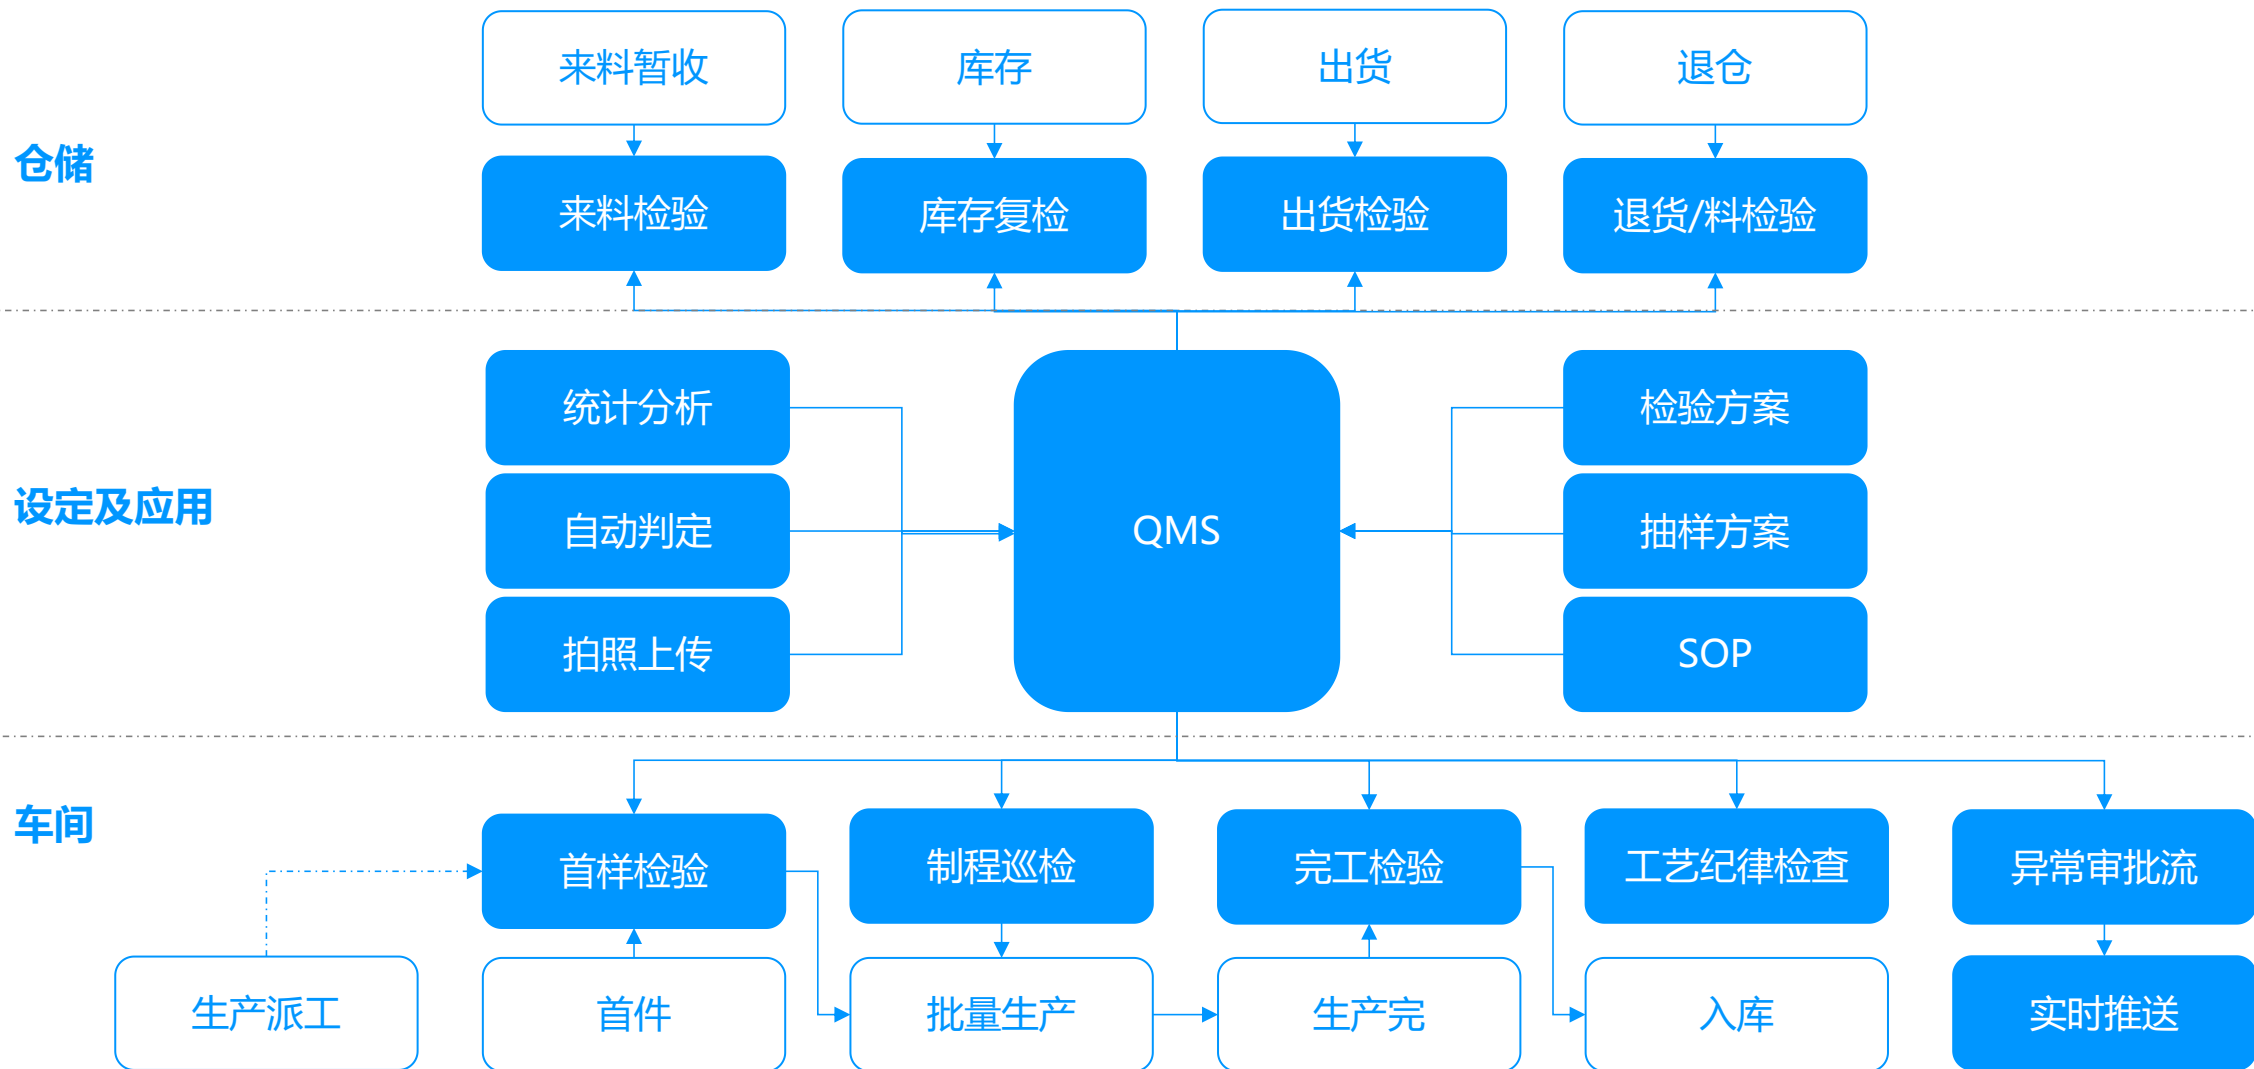 来料暂收
库存
出货
退仓
仓储
来料检验
库存复检
出货检验
退货/料检验
统计分析
检验方案
设定及应用
自动判定
QMS
抽样方案
拍照上传
SOP
车间
首样检验
制程巡检
完工检验
工艺纪律检查
异常审批流
生产派工
首件
批量生产
生产完
入库
实时推送